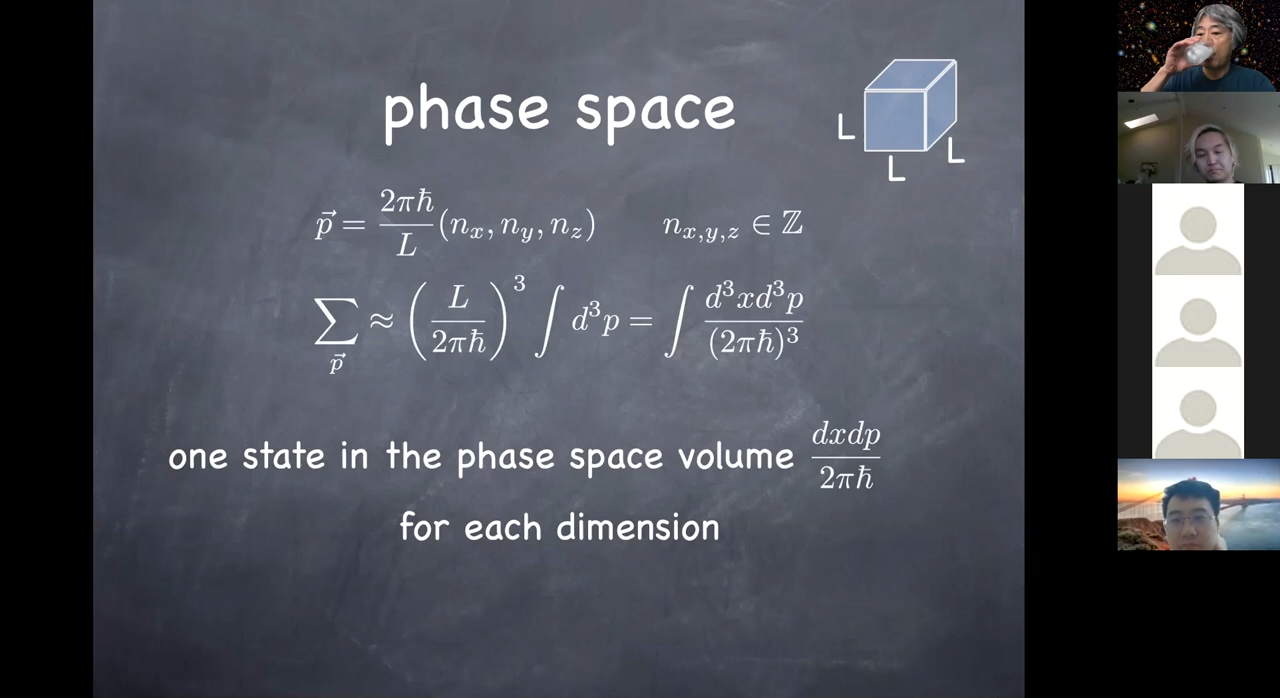 phase space
L
L
L
$\vec{p} = \frac{2\pi\hbar}{L}(n_x, n_y, n_z) \qquad n_{x,y,z} \in \mathbb{Z}$
$\sum_{\vec{p}} \approx \left(\frac{L}{2\pi\hbar}\right)^3 \int d^3p = \int \frac{d^3x d^3p}{(2\pi\hbar)^3}$
one state in the phase space volume $\frac{dxdp}{2\pi\hbar}$
for each dimension